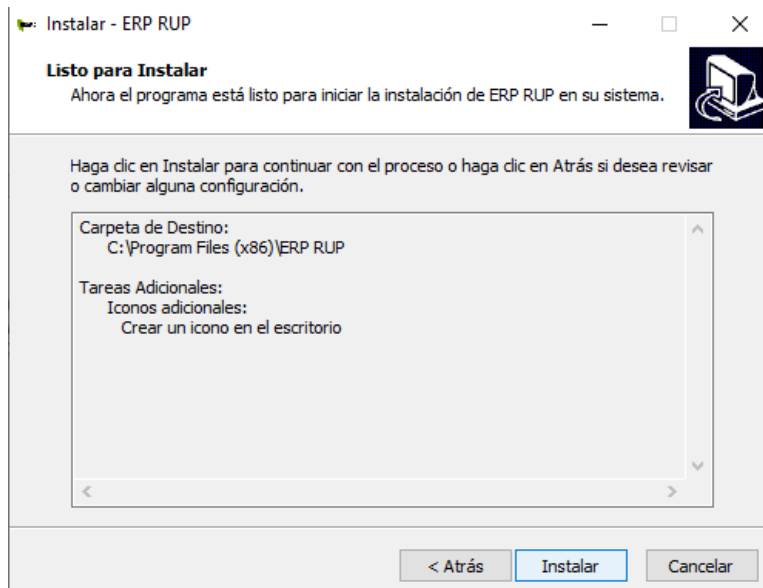 Instalar - ERP RUP
Listo para Instalar
Ahora el programa está listo para iniciar la instalación de ERP RUP en su sistema.
Haga clic en Instalar para continuar con el proceso o haga clic en Atrás si desea revisar
o cambiar alguna configuración.
Carpeta de Destino:
C:\Program Files (x86)\ERP RUP
Tareas Adicionales:
Iconos adicionales:
Crear un icono en el escritorio
< Atrás
Instalar
Cancelar